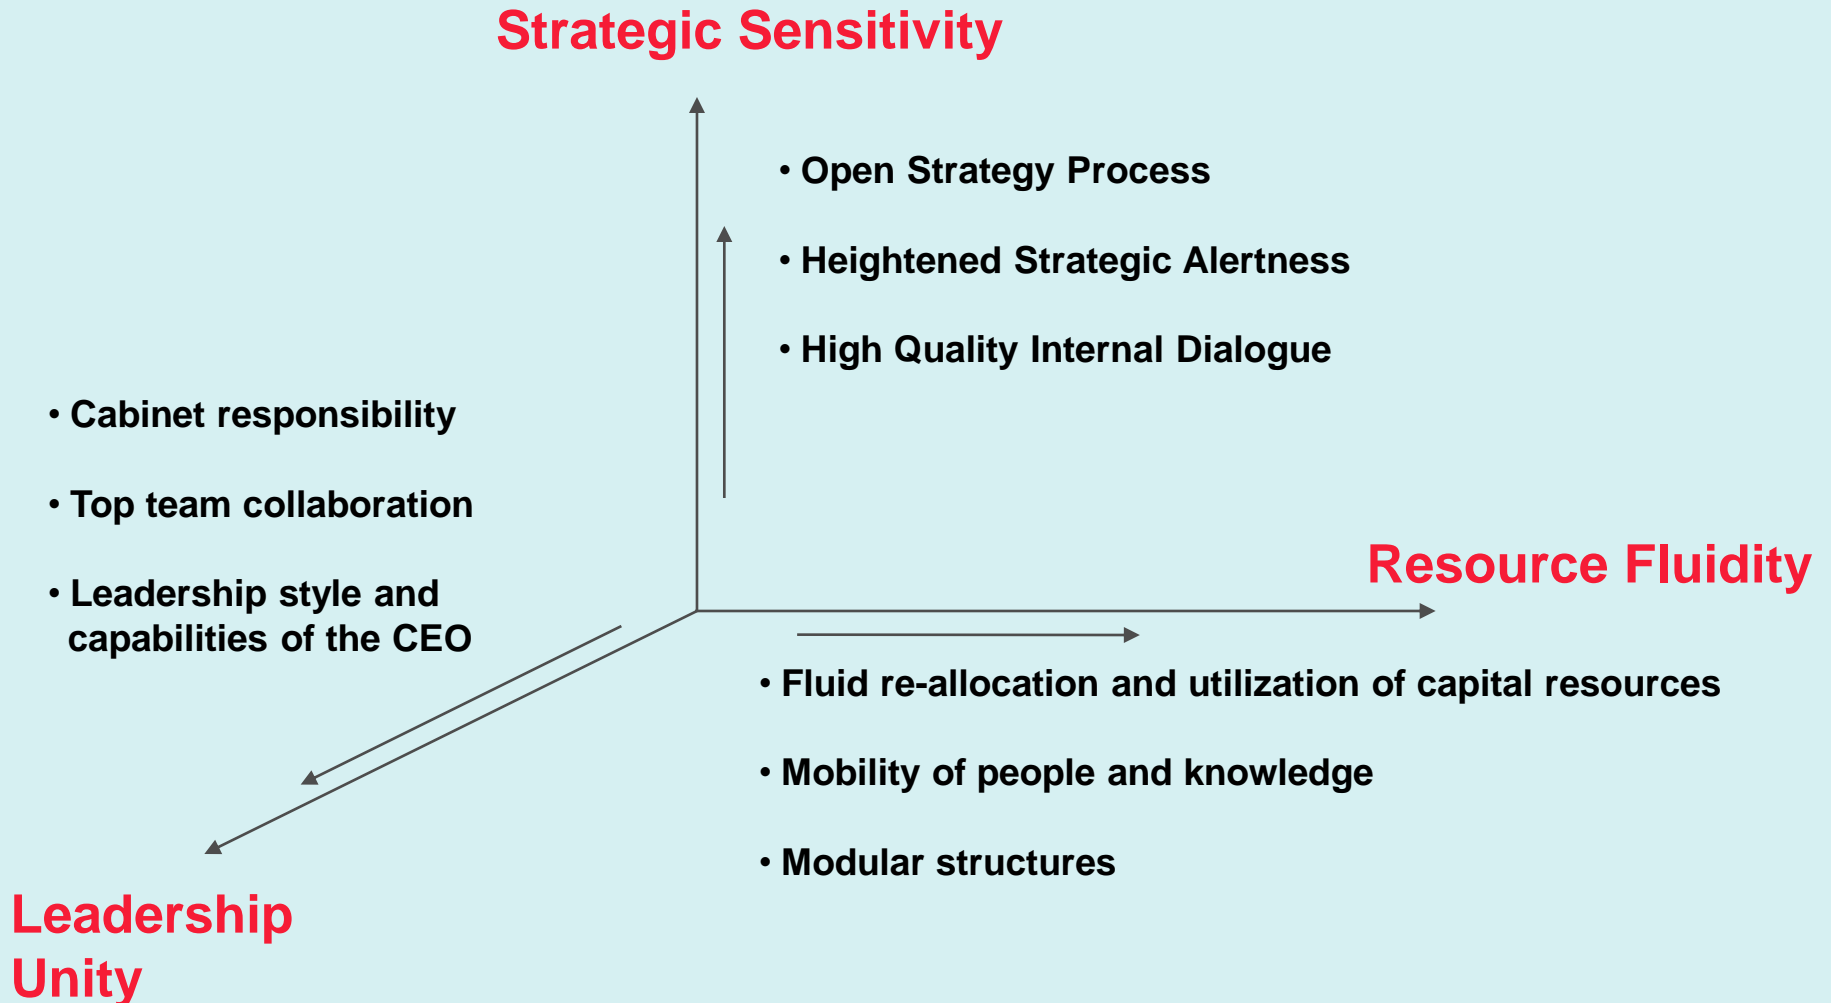 Strategic Sensitivity
• Open Strategy Process
• Heightened Strategic Alertness
• High Quality Internal Dialogue
• Cabinet responsibility
• Top team collaboration
• Leadership style and
capabilities of the CEO
Resource Fluidity
• Fluid re-allocation and utilization of capital resources
• Mobility of people and knowledge
• Modular structures
Leadership
Unity